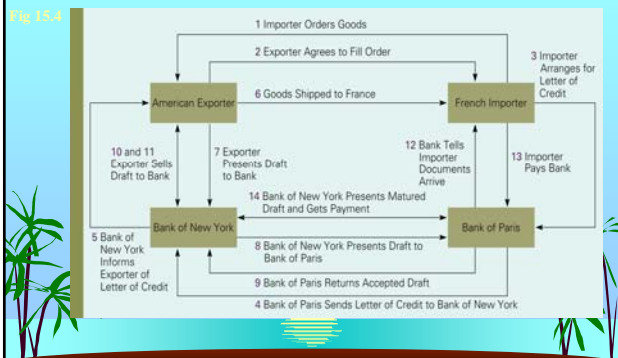 Fig 15.4
1 Importer Orders Goods
2 Exporter Agrees to Fill Order
3 Importer
Arranges for
Letter of
Credit
American Exporter
6 Goods Shipped to France
French Importer
10 and 11
Exporter Sells
Draft to Bank
7 Exporter
Presents Draft
to Bank
12 Bank Tells
Importer
Documents
Arrive
13 Importer
Pays Bank
14 Bank of New York Presents Matured
Draft and Gets Payment
Bank of New York
Bank of Paris
5 Bank of
New York
Informs
Exporter of
Letter of Credit
8 Bank of New York Presents Draft to
Bank of Paris
9 Bank of Paris Returns Accepted Draft
4 Bank of Paris Sends Letter of Credit to Bank of New York